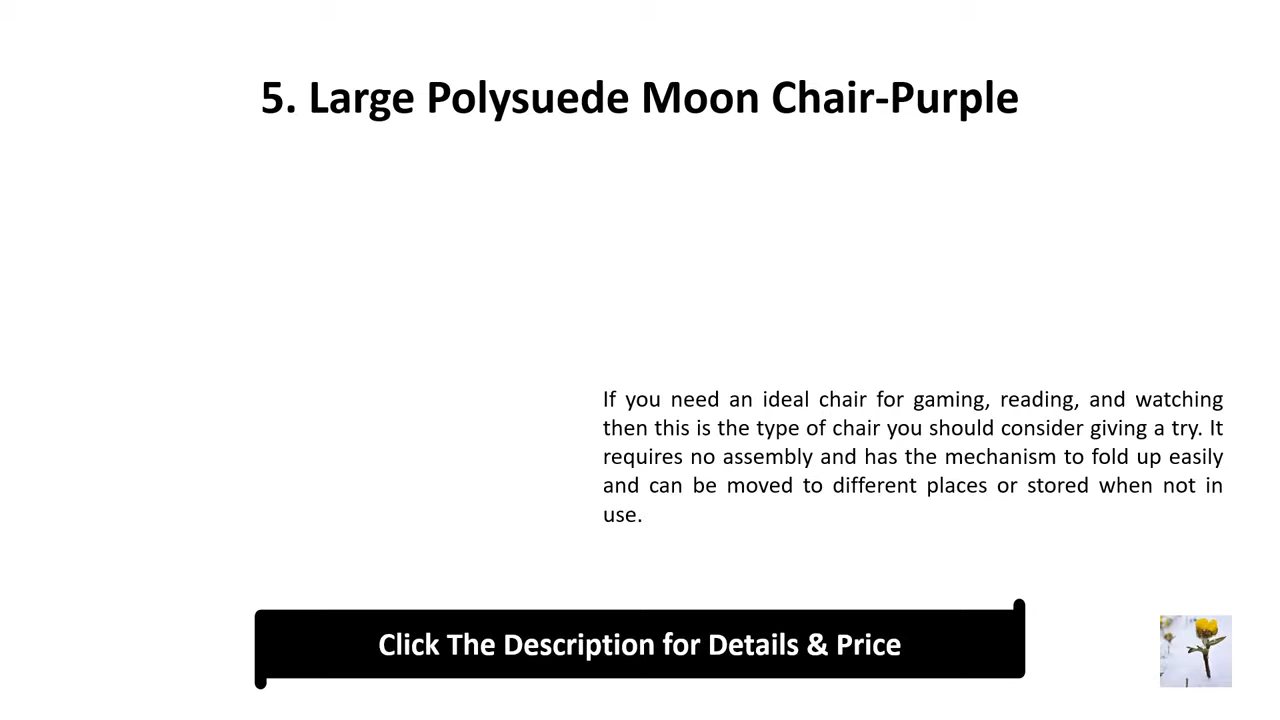 5. Large Polysuede Moon Chair-Purple
If you need an ideal chair for gaming, reading, and watching
then this is the type of chair you should consider giving a try. It
requires no assembly and has the mechanism to fold up easily
and can be moved to different places or stored when not in
use.
Click The Description for Details & Price